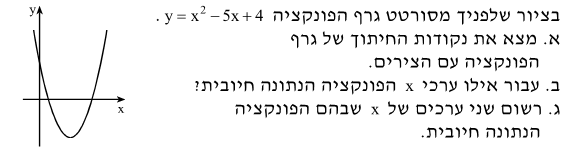 בציור שלפניך מסורטט גרף הפונקציה y = x² − 5x + 4 .
א. מצא את נקודות החיתוך של גרף
הפונקציה עם הצירים.
ב. עבור אילו ערכי x הפונקציה הנתונה חיובית?
ג. רשום שני ערכים של x שבהם הפונקציה
הנתונה חיובית.
y
x